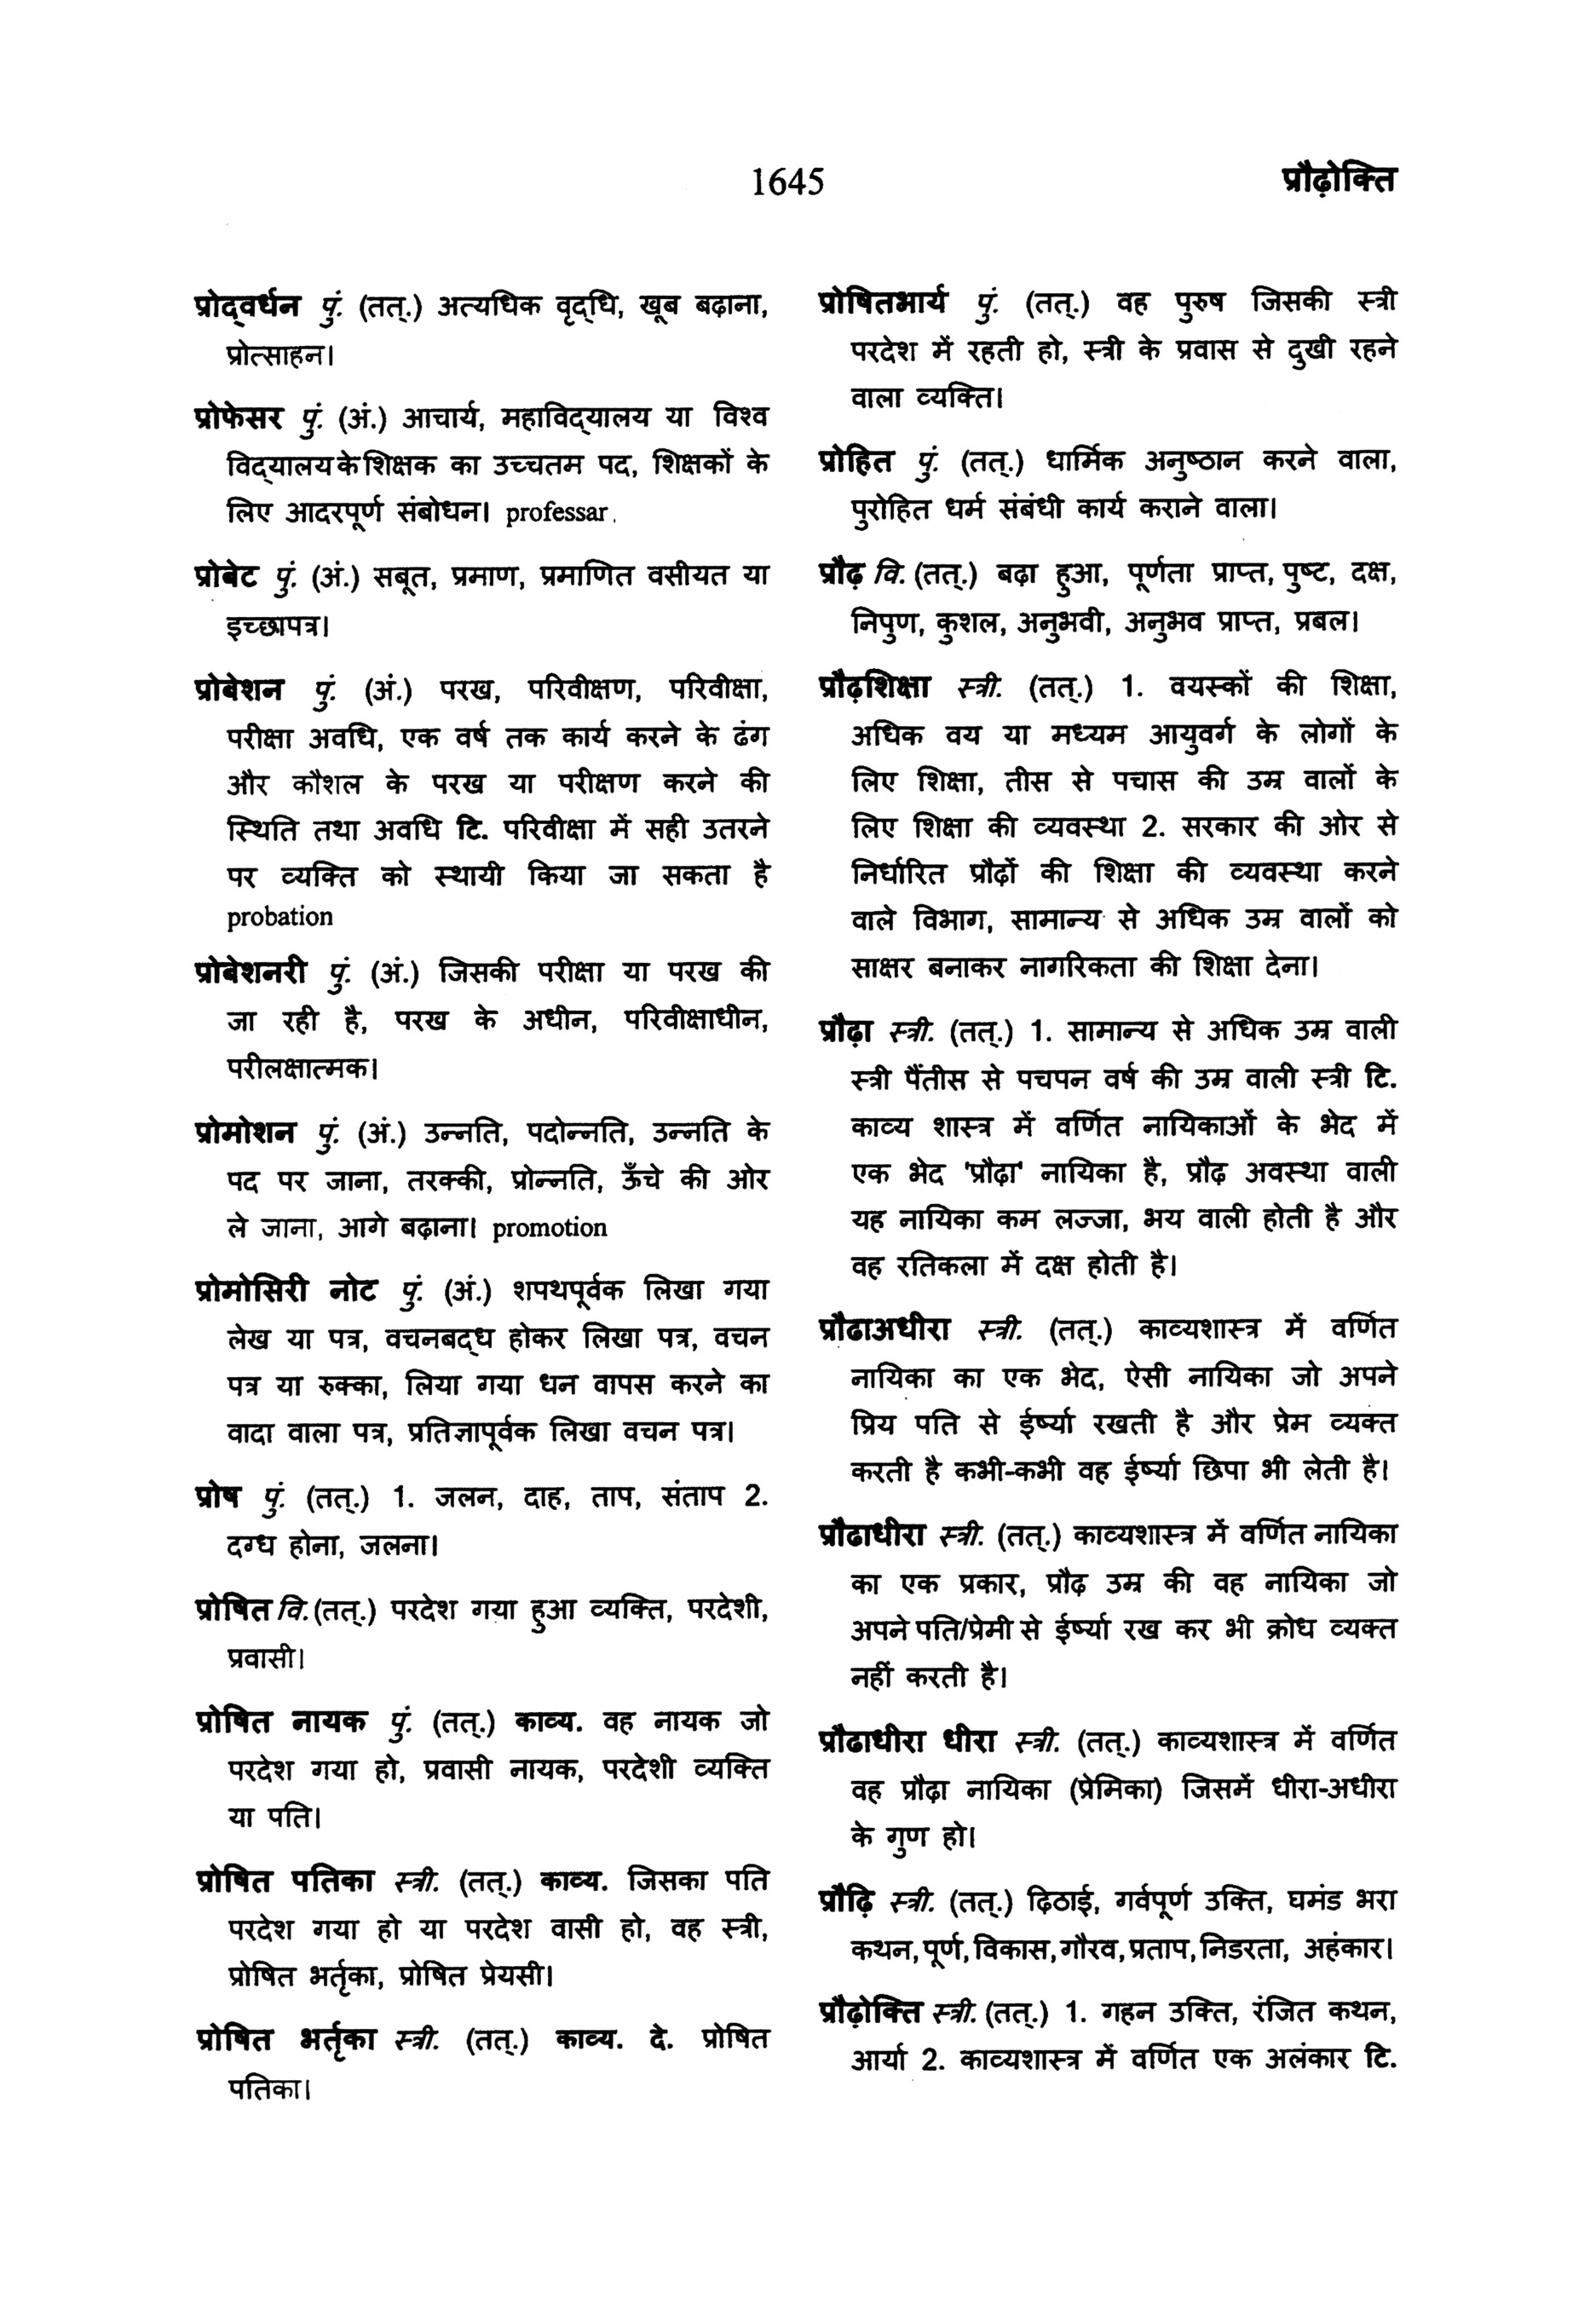 1645
प्रौढ़ोक्ति
प्रोद्‌वर्धन पुं. (तत्.) अत्यधिक वृद्‌धि, खूब बढ़ाना,
प्रोत्साहन।
प्रोफेसर पुं. (अं.) आचार्य, महाविद्‌यालय या विश्व
विद्‌यालय के शिक्षक का उच्चतम पद, शिक्षकों के
लिए आदरपूर्ण संबोधन। professar.
प्रोबेट पुं. (अं.) सबूत, प्रमाण, प्रमाणित वसीयत या
इच्छापत्र।
प्रोबेशन पुं. (अं.) परख, परिवीक्षण, परिवीक्षा,
परीक्षा अवधि, एक वर्ष तक कार्य करने के ढंग
और कौशल के परख या परीक्षण करने की
स्थिति तथा अवधि टि. परिवीक्षा में सही उतरने
पर व्यक्ति को स्थायी किया जा सकता है
probation
प्रोबेशनरी पुं. (अं.) जिसकी परीक्षा या परख की
जा रही है, परख के अधीन, परिवीक्षाधीन,
परीलक्षात्मक।
प्रोमोशन पुं. (अं.) उन्नति, पदोन्नति, उन्नति के
पद पर जाना, तरक्की, प्रोन्नति, ऊँचे की ओर
ले जाना, आगे बढ़ाना। promotion
प्रोमोसिरी नोट पुं. (अं.) शपथपूर्वक लिखा गया
लेख या पत्र, वचनबद्‌ध होकर लिखा पत्र, वचन
पत्र या रुक्का, लिया गया धन वापस करने का
वादा वाला पत्र, प्रतिज्ञापूर्वक लिखा वचन पत्र।
प्रोष पुं. (तत्.) 1. जलन, दाह, ताप, संताप 2.
दग्ध होना, जलना।
प्रोषित वि. (तत्.) परदेश गया हुआ व्यक्ति, परदेशी,
प्रवासी।
प्रोषित नायक पुं. (तत्.) काव्य. वह नायक जो
परदेश गया हो, प्रवासी नायक, परदेशी व्यक्ति
या पति।
प्रोषित पतिका स्त्री. (तत्.) काव्य. जिसका पति
परदेश गया हो या परदेश वासी हो, वह स्त्री,
प्रोषित भर्तृका, प्रोषित प्रेयसी।
प्रोषित भर्तृका स्त्री. (तत्.) काव्य. दे. प्रोषित
पतिका।
प्रोषितभार्य पुं. (तत्.) वह पुरुष जिसकी स्त्री
परदेश में रहती हो, स्त्री के प्रवास से दुखी रहने
वाला व्यक्ति।
प्रोहित पुं. (तत्.) धार्मिक अनुष्ठान करने वाला,
पुरोहित धर्म संबंधी कार्य कराने वाला।
प्रौढ़ वि. (तत्.) बढ़ा हुआ, पूर्णता प्राप्त, पुष्ट, दक्ष,
निपुण, कुशल, अनुभवी, अनुभव प्राप्त, प्रबल।
प्रौढ़शिक्षा स्त्री. (तत्.) 1. वयस्कों की शिक्षा,
अधिक वय या मध्यम आयुवर्ग के लोगों के
लिए शिक्षा, तीस से पचास की उम्र वालों के
लिए शिक्षा की व्यवस्था 2. सरकार की ओर से
निर्धारित प्रौढ़ों की शिक्षा की व्यवस्था करने
वाले विभाग, सामान्य से अधिक उम्र वालों को
साक्षर बनाकर नागरिकता की शिक्षा देना।
प्रौढ़ा स्त्री. (तत्.) 1. सामान्य से अधिक उम्र वाली
स्त्री पैंतीस से पचपन वर्ष की उम्र वाली स्त्री टि.
काव्य शास्त्र में वर्णित नायिकाओं के भेद में
एक भेद 'प्रौढ़ा' नायिका है, प्रौढ़ अवस्था वाली
यह नायिका कम लज्जा, भय वाली होती है और
वह रतिकला में दक्ष होती है।
प्रौढाअधीरा स्त्री. (तत्.) काव्यशास्त्र में वर्णित
नायिका का एक भेद, ऐसी नायिका जो अपने
प्रिय पति से ईर्ष्या रखती है और प्रेम व्यक्त
करती है कभी-कभी वह ईर्ष्या छिपा भी लेती है।
प्रौढाधीरा स्त्री. (तत्.) काव्यशास्त्र में वर्णित नायिका
का एक प्रकार, प्रौढ़ उम्र की वह नायिका जो
अपने पति/प्रेमी से ईर्ष्या रख कर भी क्रोध व्यक्त
नहीं करती है।
प्रौढाधीरा धीरा स्त्री. (तत्.) काव्यशास्त्र में वर्णित
वह प्रौढ़ा नायिका (प्रेमिका) जिसमें धीरा-अधीरा
के गुण हो।
प्रौढ़ि स्त्री. (तत्.) ढिठाई, गर्वपूर्ण उक्ति, घमंड भरा
कथन, पूर्ण, विकास, गौरव, प्रताप, निडरता, अहंकार।
प्रौढ़ोक्ति स्त्री. (तत्.) 1. गहन उक्ति, रंजित कथन,
आर्या 2. काव्यशास्त्र में वर्णित एक अलंकार टि.